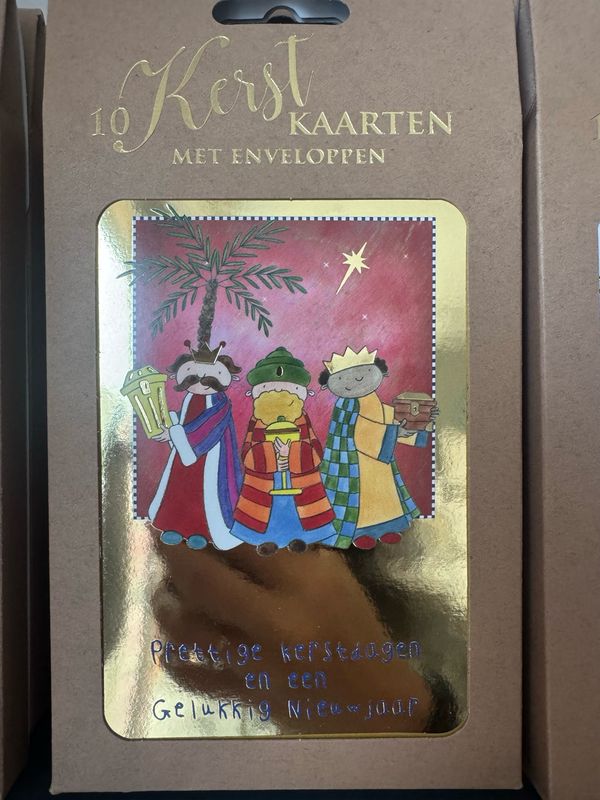 10 Kerst
KAARTEN
MET ENVELOPPEN
Prettige kerstdagen
en een
Gelukkig Nieuwjaar